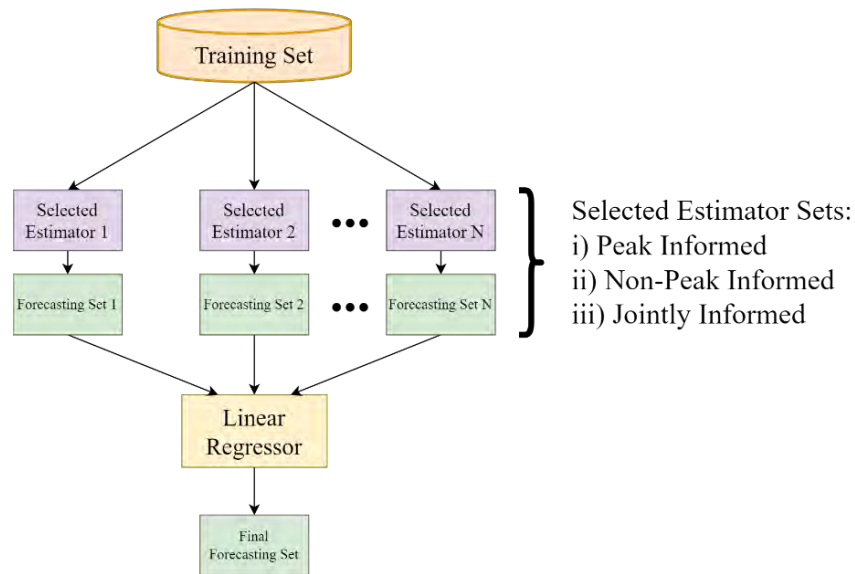 Training Set
Selected
Estimator 1
Selected
Estimator 2
Selected
Estimator N
Forecasting Set 1
Forecasting Set 2
Forecasting Set N
Selected Estimator Sets:
i) Peak Informed
ii) Non-Peak Informed
iii) Jointly Informed
Linear
Regressor
Final
Forecasting Set